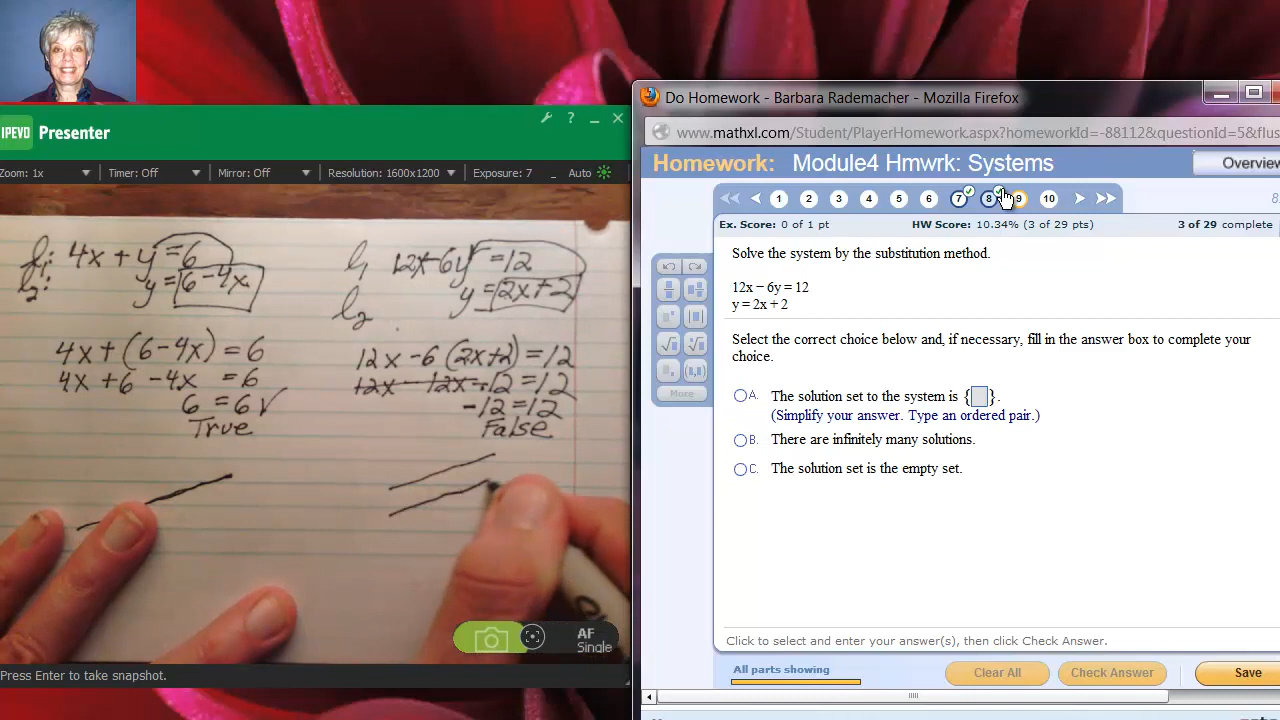 IPEVO Presenter
Zoom: 1x Timer: Off Mirror: Off Resolution: 1600x1200 Exposure: 7 Auto
l1: 4x + y = 6
l2: y = 6 - 4x
4x + (6 - 4x) = 6
4x + 6 - 4x = 6
6 = 6 ✓
True
l1 12x - 6y = 12
l2 y = 2x + 2
12x - 6(2x+2) = 12
12x - 12x - 12 = 12
-12 = 12
False
AF
Single
Press Enter to take snapshot.
Do Homework - Barbara Rademacher - Mozilla Firefox
www.mathxl.com/Student/PlayerHomework.aspx?homeworkId=-88112&questionId=5&flus
Homework: Module4 Hmwrk: Systems Overview
1 2 3 4 5 6 7 8 9 10
Ex. Score: 0 of 1 pt HW Score: 10.34% (3 of 29 pts) 3 of 29 complete
Solve the system by the substitution method.
12x − 6y = 12
y = 2x + 2
Select the correct choice below and, if necessary, fill in the answer box to complete your
choice.
A. The solution set to the system is { }.
(Simplify your answer. Type an ordered pair.)
B. There are infinitely many solutions.
C. The solution set is the empty set.
More
Click to select and enter your answer(s), then click Check Answer.
All parts showing Clear All Check Answer Save